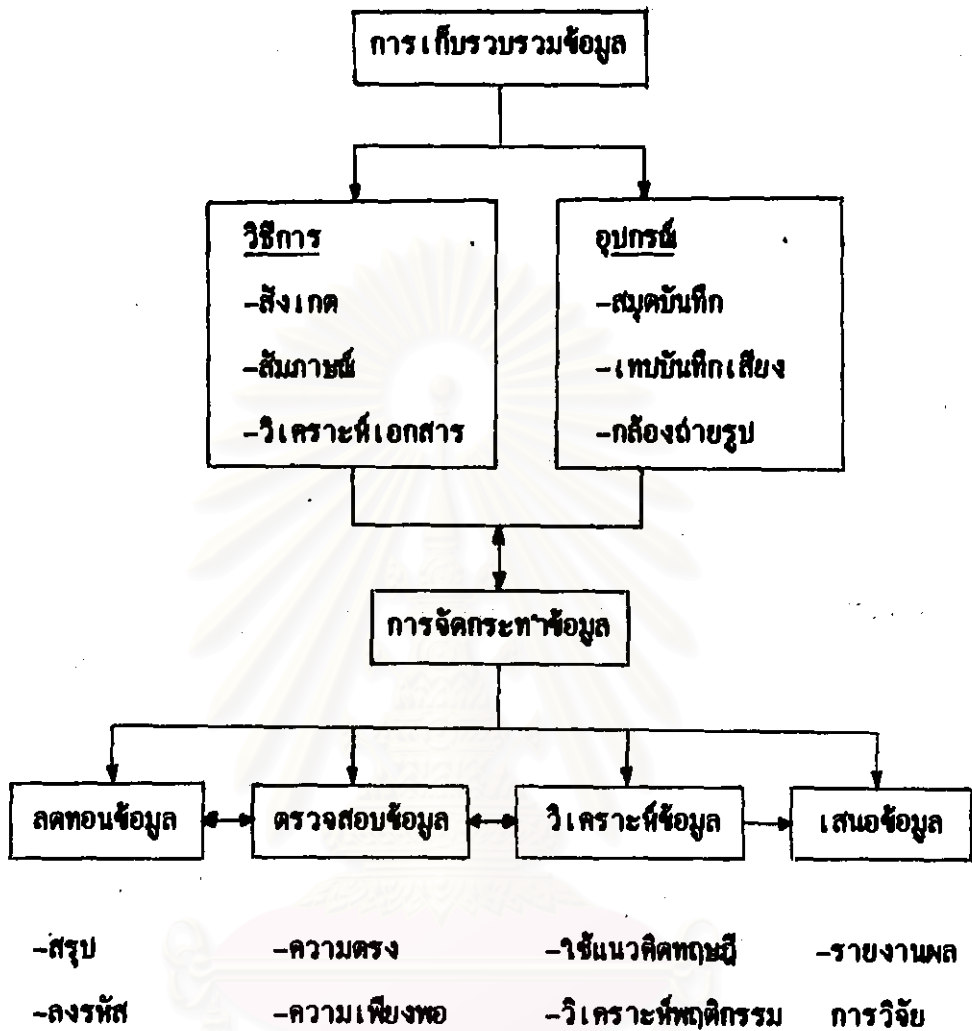 การเก็บรวบรวมข้อมูล
วิธีการ
-สังเกต
-สัมภาษณ์
-วิเคราะห์เอกสาร
อุปกรณ์
-สมุดบันทึก
-เทปบันทึกเสียง
-กล้องถ่ายรูป
การจัดกระทำข้อมูล
ลดทอนข้อมูล
ตรวจสอบข้อมูล
วิเคราะห์ข้อมูล
เสนอข้อมูล
-สรุป
-ลงรหัส
-ความตรง
-ความเพียงพอ
-ใช้แนวคิดทฤษฎี
-วิเคราะห์พฤติกรรม
-รายงานผล
การวิจัย